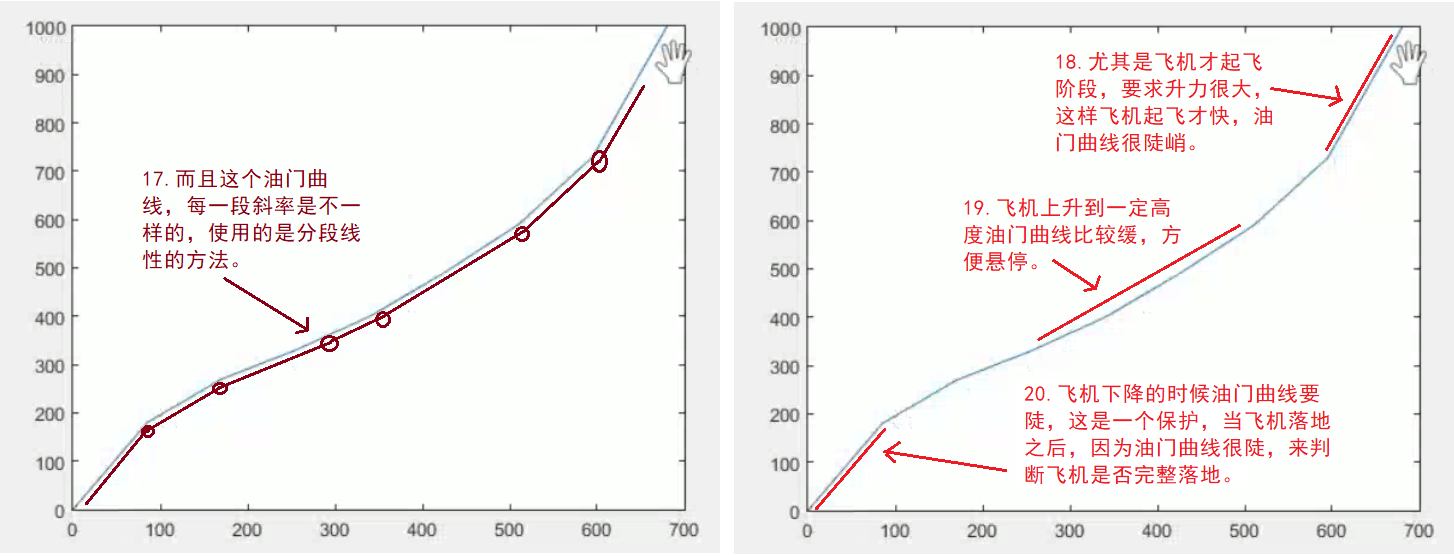 1000
900
800
700
600
500
400
300
200
100
0
0 100 200 300 400 500 600 700
17.而且这个油门曲
线，每一段斜率是不一
样的，使用的是分段线
性的方法。
1000
900
800
700
600
500
400
300
200
100
0
0 100 200 300 400 500 600 700
18.尤其是飞机才起飞
阶段，要求升力很大，
这样飞机起飞才快，油
门曲线很陡峭。
19.飞机上升到一定高
度油门曲线比较缓，方
便悬停。
20.飞机下降的时候油门曲线要
陡，这是一个保护，当飞机落地
之后，因为油门曲线很陡，来判
断飞机是否完整落地。